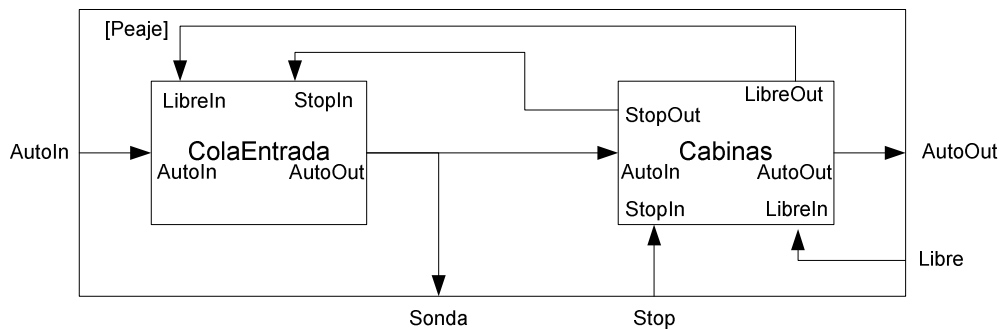 [Peaje]
LibreIn
StopIn
LibreOut
StopOut
AutoIn
ColaEntrada
Cabinas
AutoOut
AutoIn
AutoOut
AutoIn
AutoOut
StopIn
LibreIn
Libre
Sonda
Stop